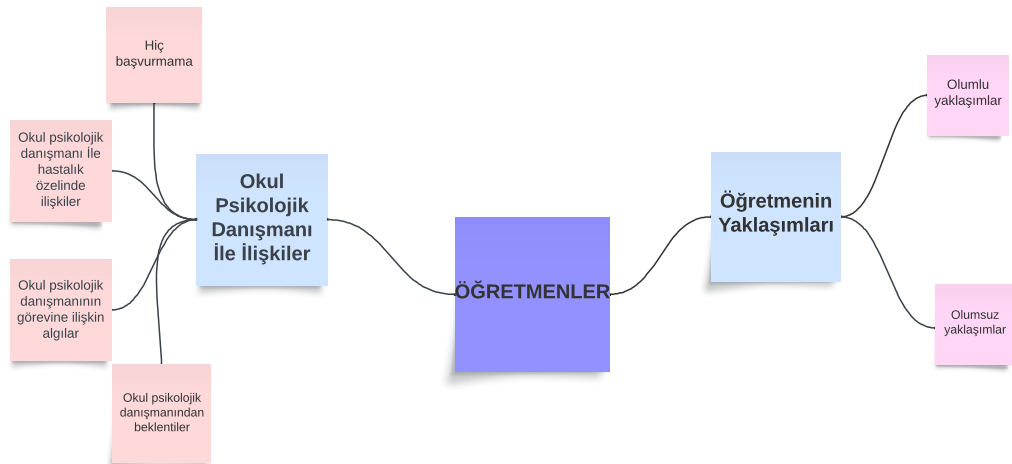 Hiç
başvurmama
Okul psikolojik
danışmanı İle
hastalık
özelinde
ilişkiler
Okul psikolojik
danışmanının
görevine ilişkin
algılar
Okul psikolojik
danışmanından
beklentiler
Okul
Psikolojik
Danışmanı
İle İlişkiler
ÖĞRETMENLER
Öğretmenin
Yaklaşımları
Olumlu
yaklaşımlar
Olumsuz
yaklaşımlar